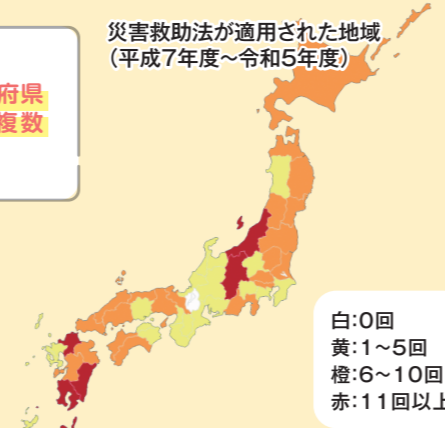 災害救助法が適用された地域
（平成7年度～令和5年度）
府県
複数
白:0回
黄:1～5回
橙:6～10回
赤:11回以上